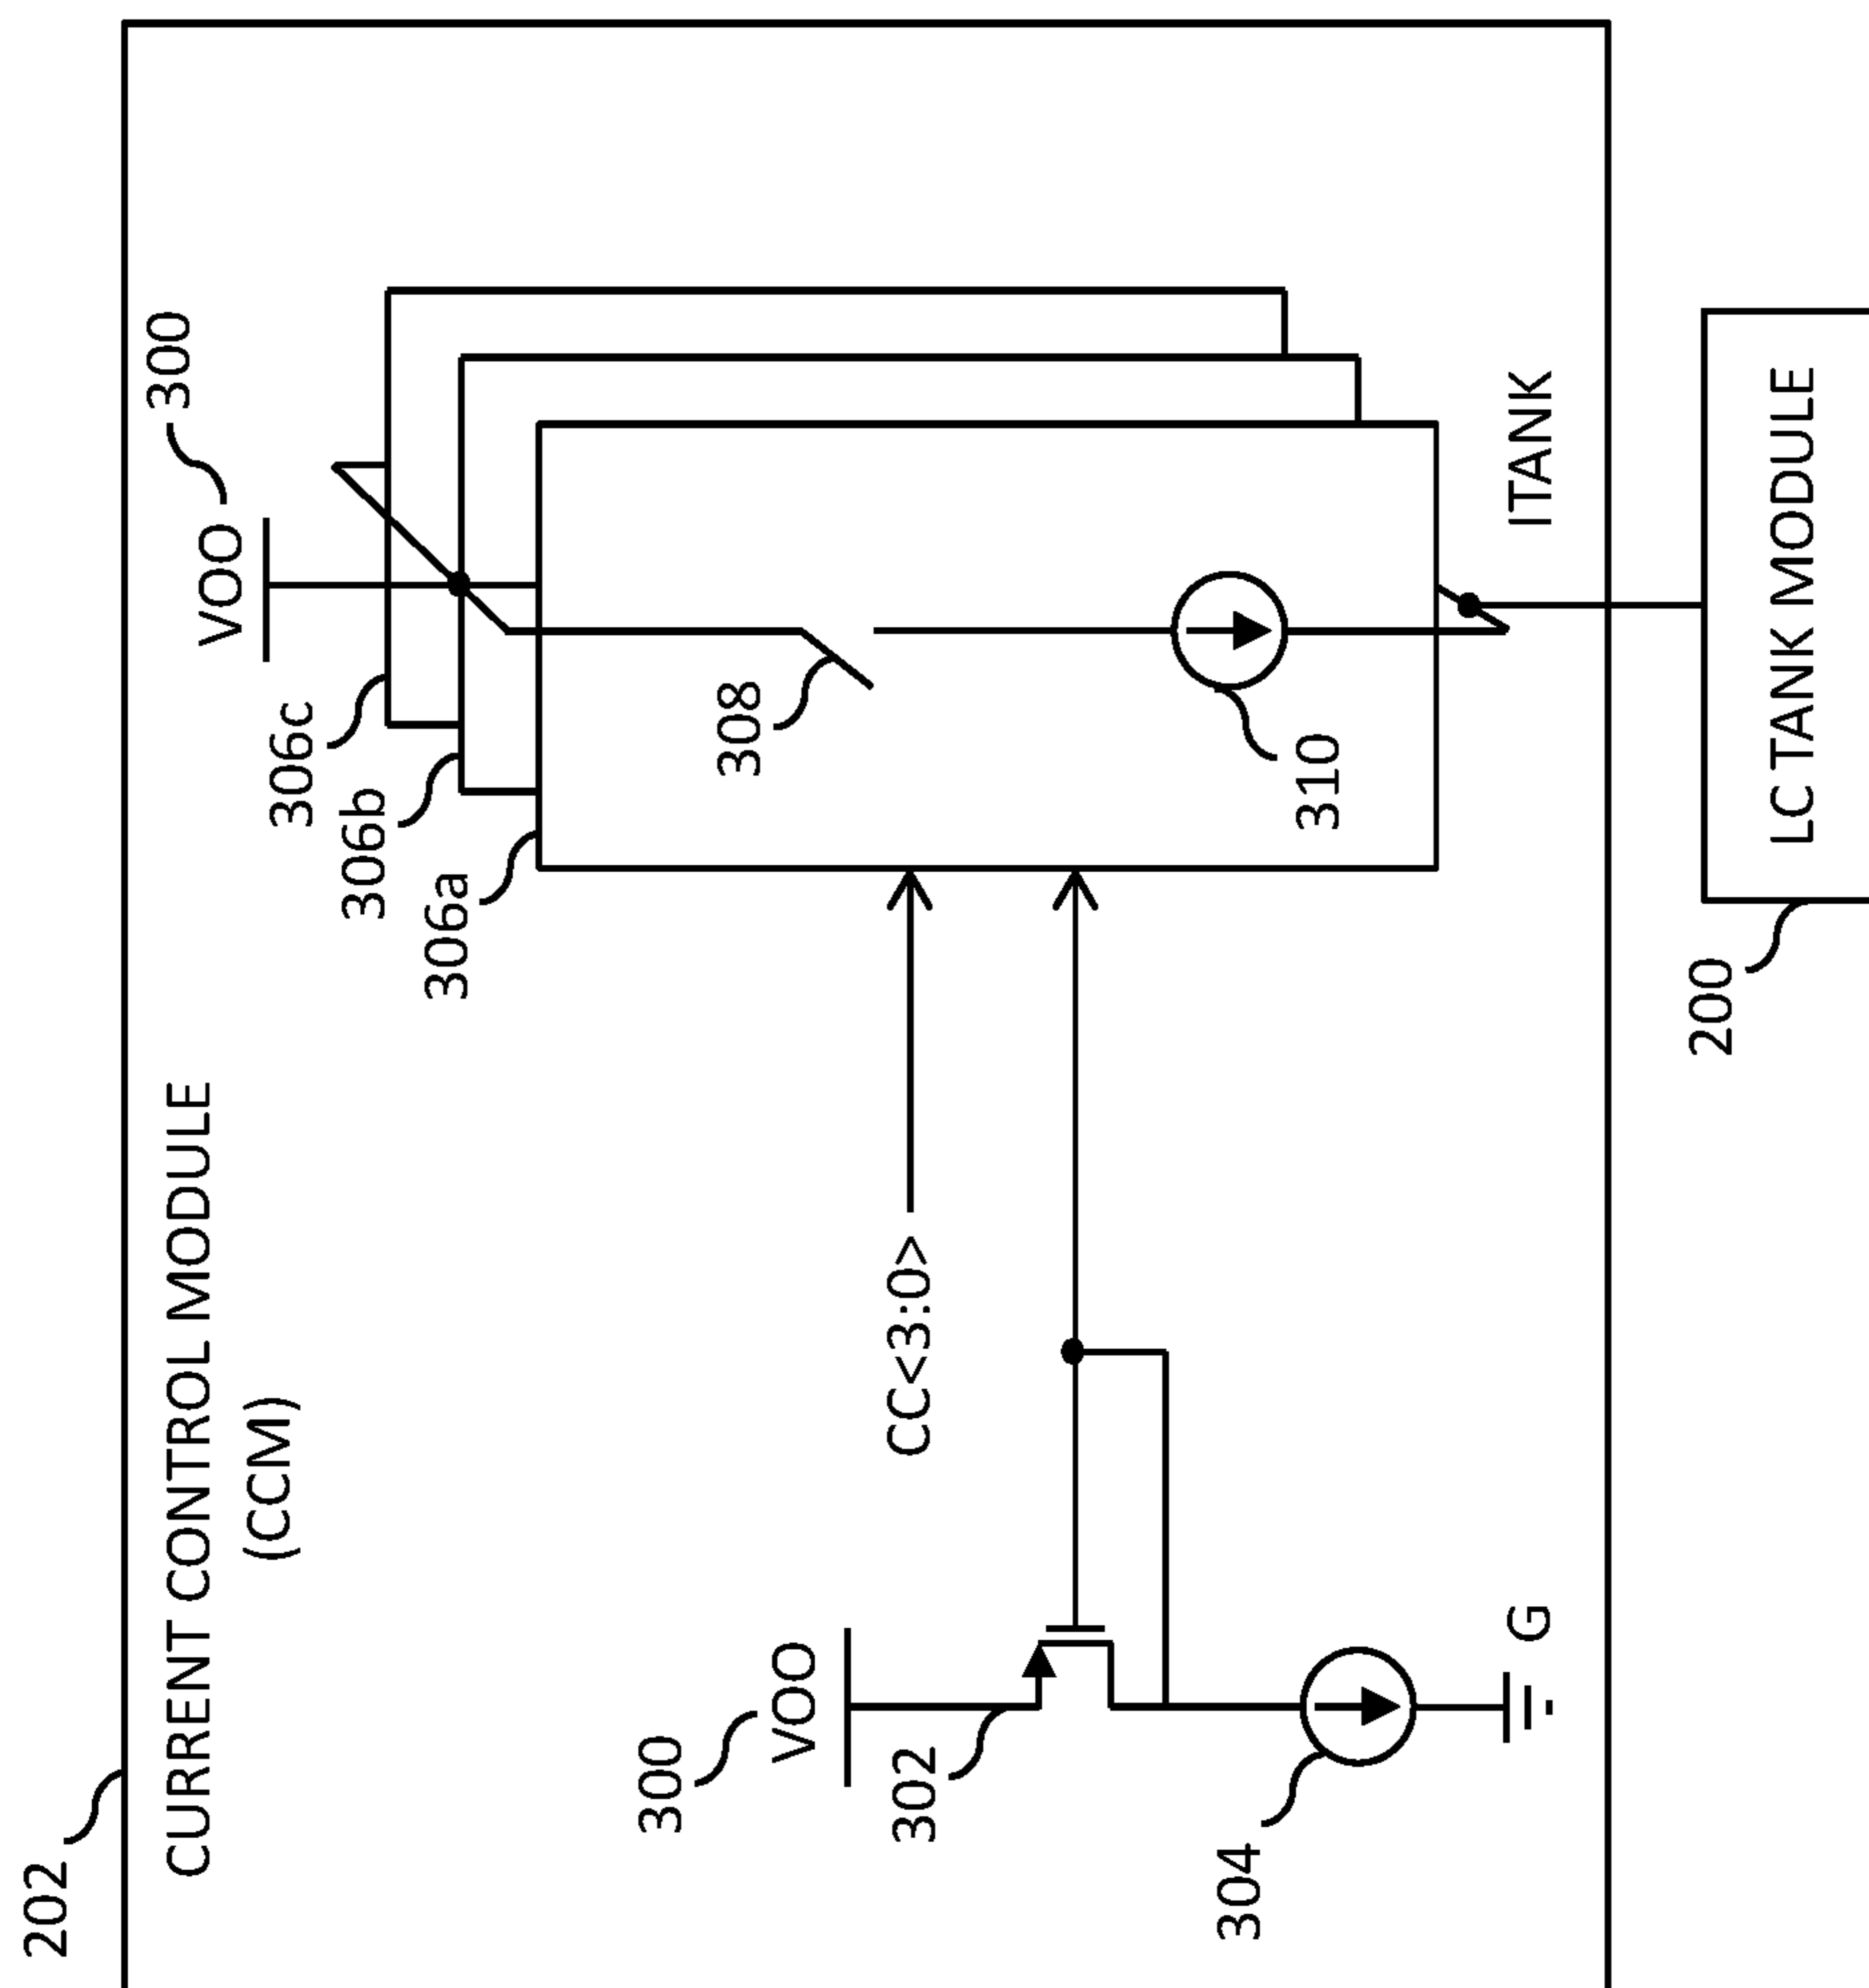 202
CURRENT CONTROL MODULE
(CCM)
300
VOO
306c
306b
306a
308
310
CC<3:0>
300
VOO
302
304
G
ITANK
200
LC TANK MODULE